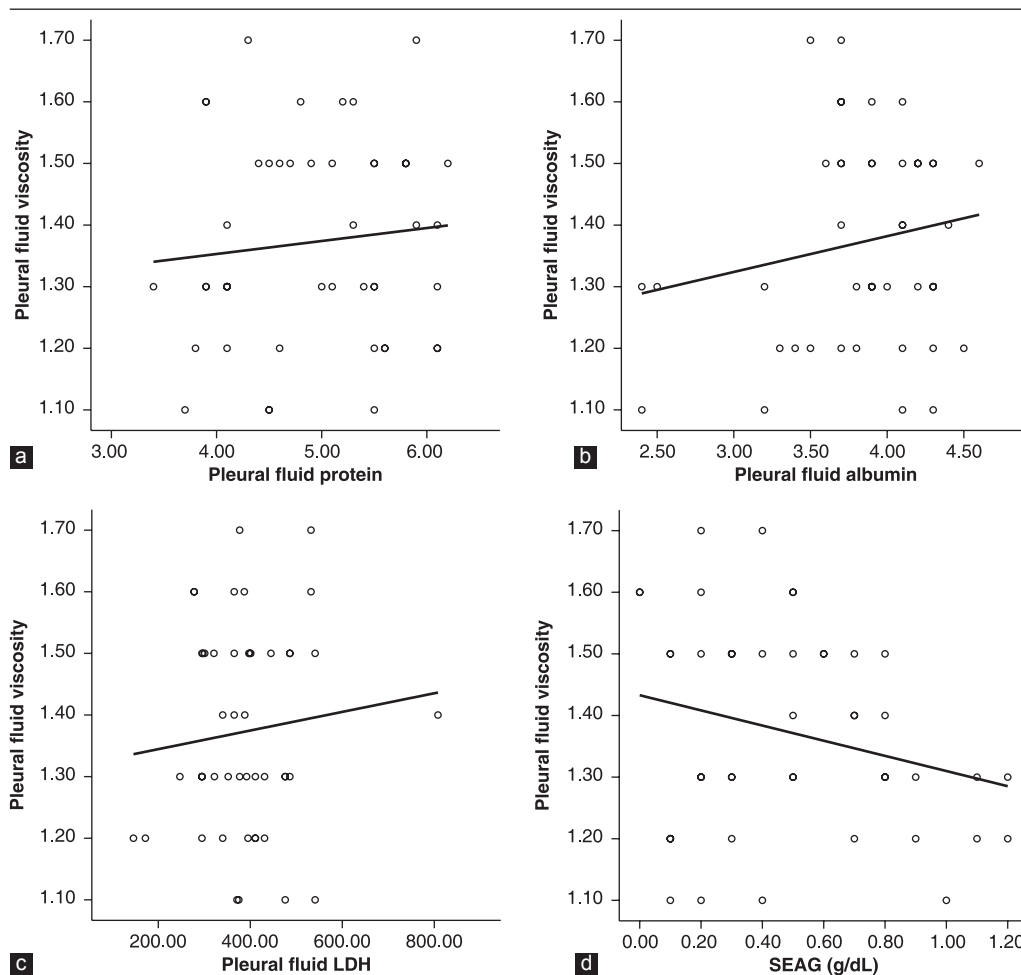 Pleural fluid viscosity
1.70
1.60
1.50
1.40
1.30
1.20
1.10
3.00 4.00 5.00 6.00
Pleural fluid protein
a
Pleural fluid viscosity
1.70
1.60
1.50
1.40
1.30
1.20
1.10
2.50 3.00 3.50 4.00 4.50
Pleural fluid albumin
b
Pleural fluid viscosity
1.70
1.60
1.50
1.40
1.30
1.20
1.10
200.00 400.00 600.00 800.00
Pleural fluid LDH
c
Pleural fluid viscosity
1.70
1.60
1.50
1.40
1.30
1.20
1.10
0.00 0.20 0.40 0.60 0.80 1.00 1.20
SEAG (g/dL)
d